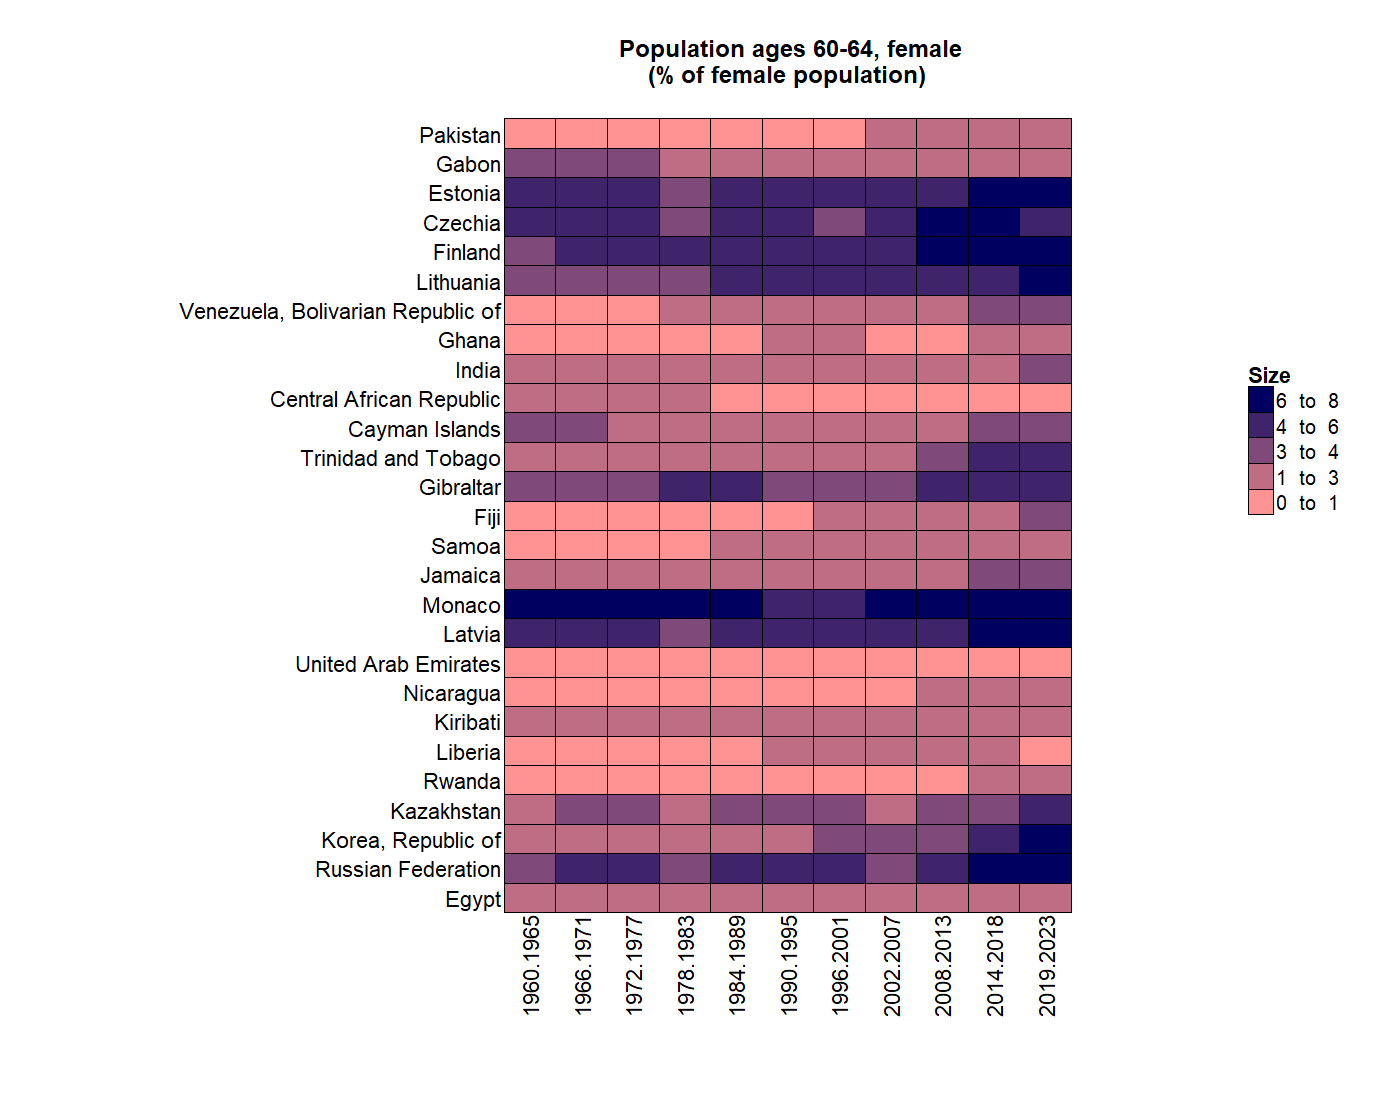 Population ages 60-64, female
(% of female population)
Pakistan
Gabon
Estonia
Czechia
Finland
Lithuania
Venezuela, Bolivarian Republic of
Ghana
India
Central African Republic
Cayman Islands
Trinidad and Tobago
Gibraltar
Fiji
Samoa
Jamaica
Monaco
Latvia
United Arab Emirates
Nicaragua
Kiribati
Liberia
Rwanda
Kazakhstan
Korea, Republic of
Russian Federation
Egypt
1960.1965
1966.1971
1972.1977
1978.1983
1984.1989
1990.1995
1996.2001
2002.2007
2008.2013
2014.2018
2019.2023
Size
6 to 8
4 to 6
3 to 4
1 to 3
0 to 1